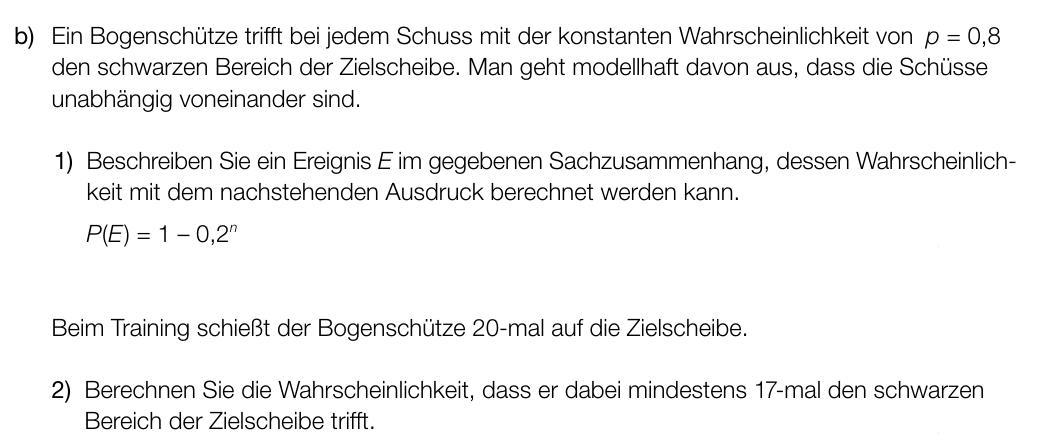 b) Ein Bogenschütze trifft bei jedem Schuss mit der konstanten Wahrscheinlichkeit von p = 0,8
den schwarzen Bereich der Zielscheibe. Man geht modellhaft davon aus, dass die Schüsse
unabhängig voneinander sind.
1) Beschreiben Sie ein Ereignis E im gegebenen Sachzusammenhang, dessen Wahrscheinlich-
keit mit dem nachstehenden Ausdruck berechnet werden kann.
P(E) = 1 – 0,2ⁿ
Beim Training schießt der Bogenschütze 20-mal auf die Zielscheibe.
2) Berechnen Sie die Wahrscheinlichkeit, dass er dabei mindestens 17-mal den schwarzen
Bereich der Zielscheibe trifft.